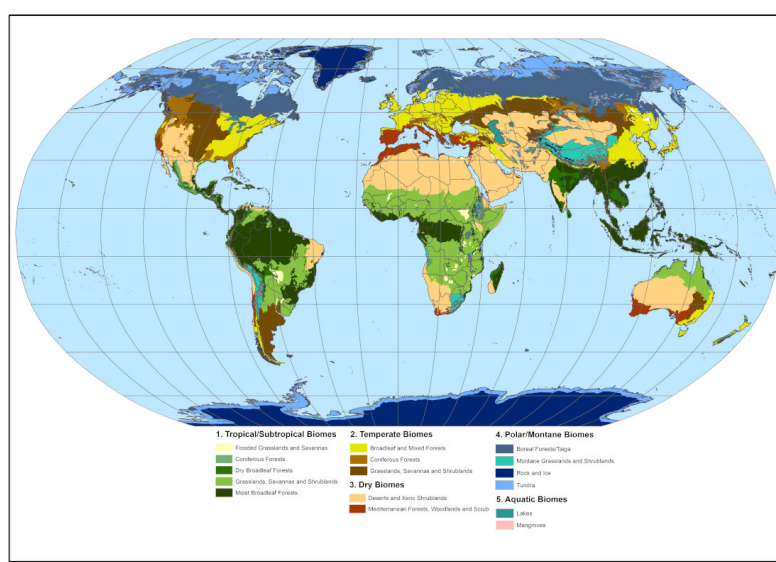 1. Tropical/Subtropical Biomes
Flooded Grasslands and Savannas
Coniferous Forests
Dry Broadleaf Forests
Grasslands, Savannas and Shrublands
Moist Broadleaf Forests
2. Temperate Biomes
Broadleaf and Mixed Forests
Coniferous Forests
Grasslands, Savannas and Shrublands
3. Dry Biomes
Deserts and Xeric Shrublands
Mediterranean Forests, Woodlands and Scrub
4. Polar/Montane Biomes
Boreal Forests/Taiga
Montane Grasslands and Shrublands
Rock and Ice
Tundra
5. Aquatic Biomes
Lakes
Mangroves